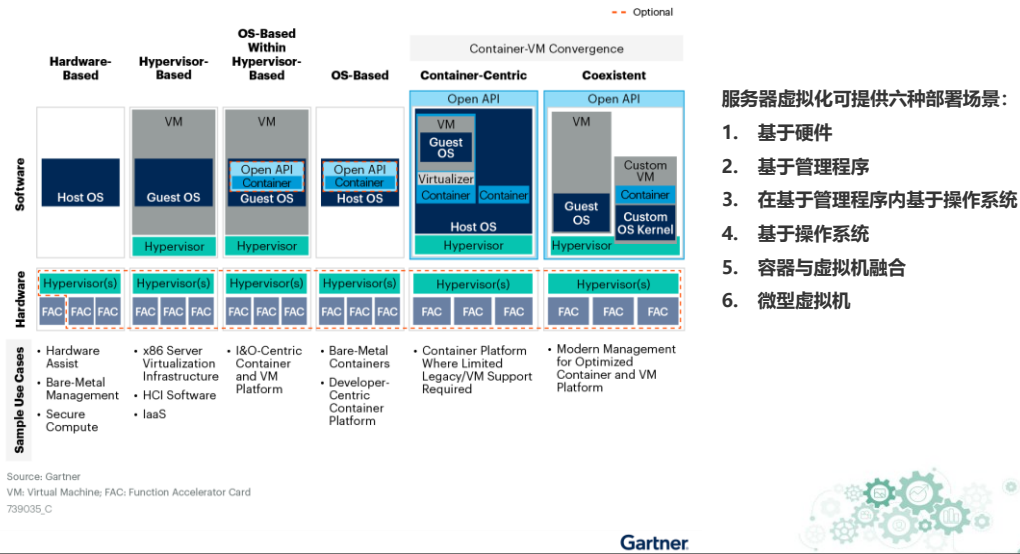 Optional
Hardware-
Based
Hypervisor-
Based
OS-Based
Within
Hypervisor-
Based
OS-Based
Container-VM Convergence
Container-Centric
Coexistent
Software
Host OS
VM
Guest OS
Hypervisor
VM
Open API
Container
Guest OS
Hypervisor
Open API
Container
Host OS
Open API
VM
Guest
OS
Virtualizer
Container
Container
Host OS
Hypervisor
Open API
VM
Guest
OS
Custom
VM
Container
Custom
OS Kernel
Hypervisor
Hardware
Hypervisor(s)
FAC FAC FAC
Hypervisor(s)
FAC FAC FAC
Hypervisor(s)
FAC FAC FAC
Hypervisor(s)
FAC FAC FAC
Hypervisor(s)
FAC FAC FAC
Hypervisor(s)
FAC FAC FAC
Sample Use Cases
• Hardware
Assist
• Bare-Metal
Management
• Secure
Compute
• x86 Server
Virtualization
Infrastructure
• HCI Software
• IaaS
• I&O-Centric
Container
and VM
Platform
• Bare-Metal
Containers
• Developer-
Centric
Container
Platform
• Container Platform
Where Limited
Legacy/VM Support
Required
• Modern Management
for Optimized
Container and VM
Platform
Source: Gartner
VM: Virtual Machine; FAC: Function Accelerator Card
739035_C
Gartner.
服务器虚拟化可提供六种部署场景：
1. 基于硬件
2. 基于管理程序
3. 在基于管理程序内基于操作系统
4. 基于操作系统
5. 容器与虚拟机融合
6. 微型虚拟机